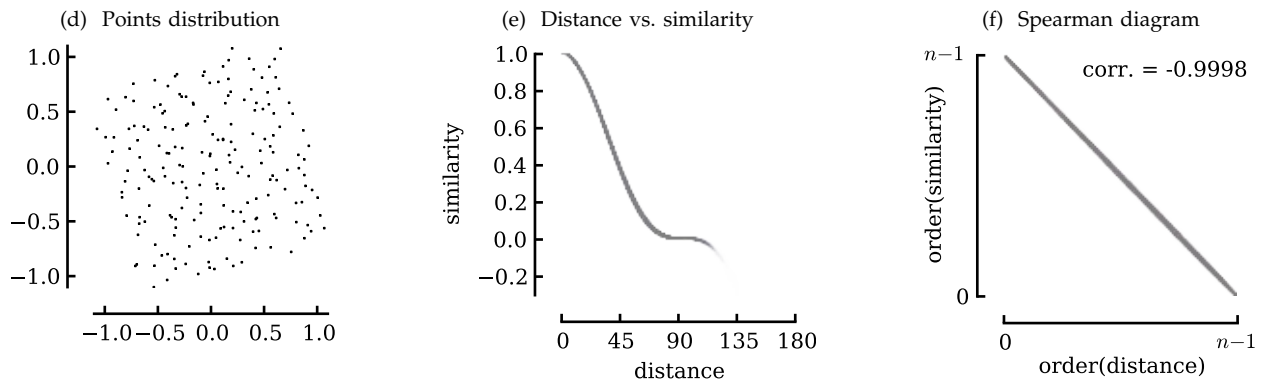 (d) Points distribution
1.0
0.5
0.0
−0.5
−1.0
−1.0 −0.5 0.0 0.5 1.0
(e) Distance vs. similarity
similarity
1.0
0.8
0.6
0.4
0.2
0.0
−0.2
0 45 90 135 180
distance
(f) Spearman diagram
order(similarity)
n−1
corr. = -0.9998
0
0 n−1
order(distance)